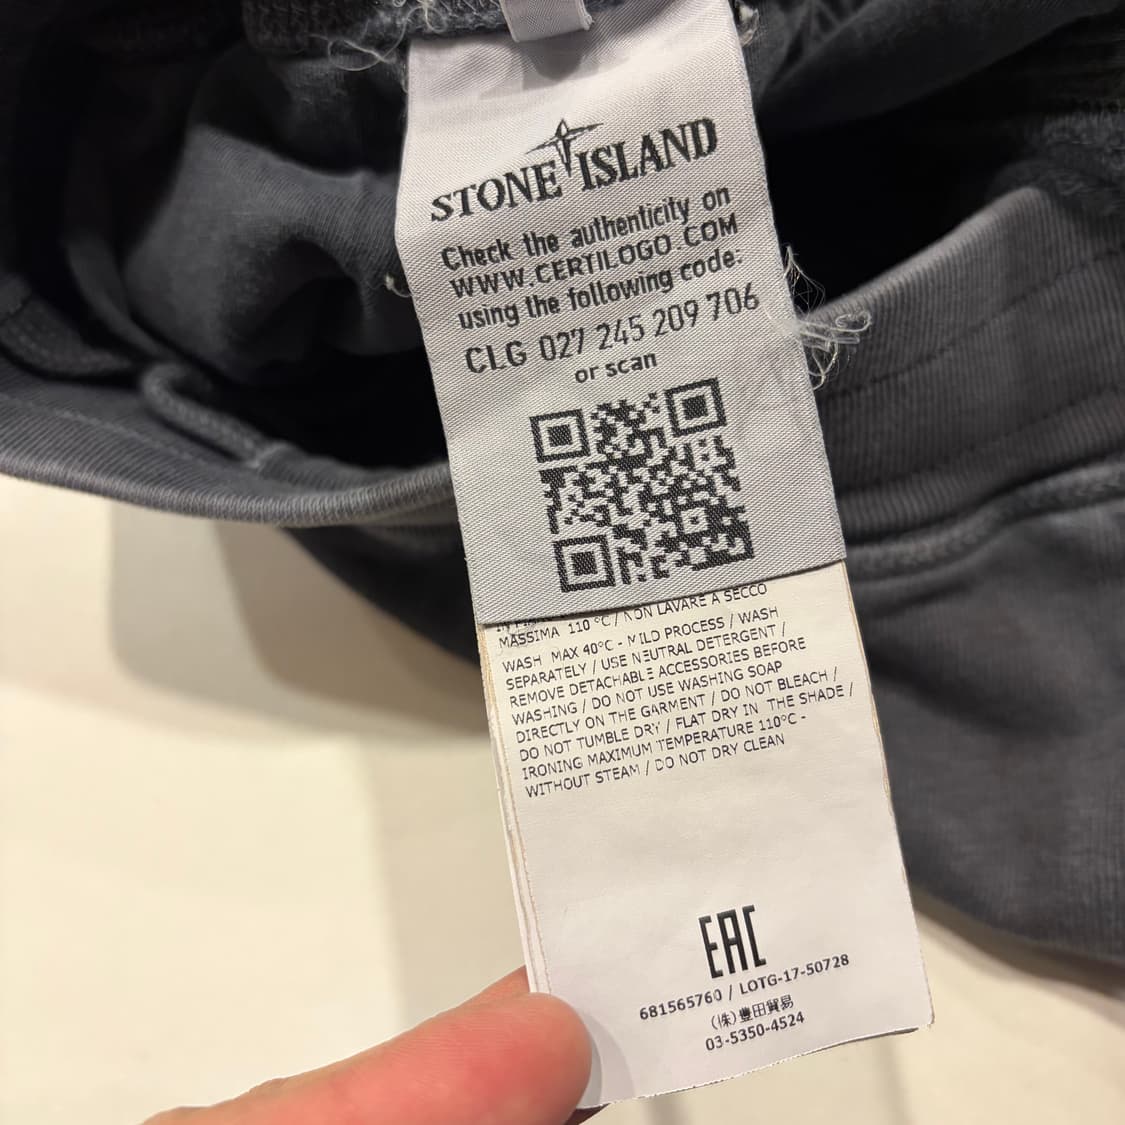 STONE ISLAND
Check the authenticity on
WWW.CERTILOGO.COM
using the following code:
CLG 027 245 209 706
or scan
MASSIMA 110 °C / NON LAVARE A SECCO
WASH MAX 40°C - MILD PROCESS / WASH
SEPARATELY / USE NEUTRAL DETERGENT /
REMOVE DETACHABLE ACCESSORIES BEFORE
WASHING / DO NOT USE WASHING SOAP
DIRECTLY ON THE GARMENT / DO NOT BLEACH /
DO NOT TUMBLE DRY / FLAT DRY IN THE SHADE /
IRONING MAXIMUM TEMPERATURE 110°C -
WITHOUT STEAM / DO NOT DRY CLEAN
EAC
681565760 / LOTG-17-50728
(株)豊田貿易
03-5350-4524